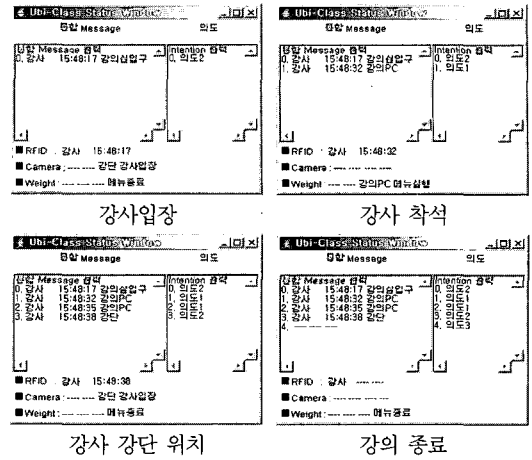 Ubi-Class Status Window
통합 Message 의도
통합 Message 전력 Intention 전력
0. 강사 15:48:17 강의실입구 0. 의도2
RFID : 강사 15:48:17
Camera : ---- ---- 강단 강사입장
Weight : ---- ---- 메뉴종료
강사입장
Ubi-Class Status Window
통합 Message 의도
통합 Message 전력 Intention 전력
0. 강사 15:48:17 강의실입구 0. 의도2
1. 강사 15:48:32 강의PC 1. 의도1
RFID : 강사 15:48:32
Camera : ---- ---- ---- ----
Weight : ---- ---- 강의PC 메뉴실행
강사 착석
Ubi-Class Status Window
통합 Message 의도
통합 Message 전력 Intention 전력
0. 강사 15:48:17 강의실입구 0. 의도2
1. 강사 15:48:32 강의PC 1. 의도1
2. 강사 15:48:35 강의PC 2. 의도1
3. 강사 15:48:38 강단 3. 의도2
RFID : 강사 15:48:38
Camera : ---- ---- 강단 강사입장
Weight : ---- ---- 메뉴종료
강사 강단 위치
Ubi-Class Status Window
통합 Message 의도
통합 Message 전력 Intention 전력
0. 강사 15:48:17 강의실입구 0. 의도2
1. 강사 15:48:32 강의PC 1. 의도1
2. 강사 15:48:35 강의PC 2. 의도1
3. 강사 15:48:38 강단 3. 의도2
4. ---- ---- ---- 4. 의도3
RFID : 강사 ---- ----
Camera : ---- ---- ---- ----
Weight : ---- ---- 메뉴종료
강의 종료